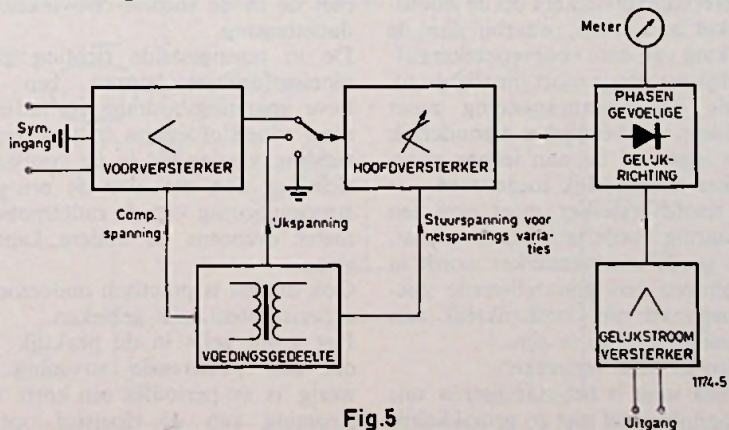 Meter
PHASEN
GEVOELIGE
GELIJK-
RICHTING
Sym.
ingang
VOORVERSTERKER
HOOFDVERSTERKER
Comp.
spanning
IJkspanning
Stuurspanning voor
netspannings varia-
ties
VOEDINGSGEDEELTE
GELIJKSTROOM
VERSTERKER
1174-5
Uitgang
Fig.5